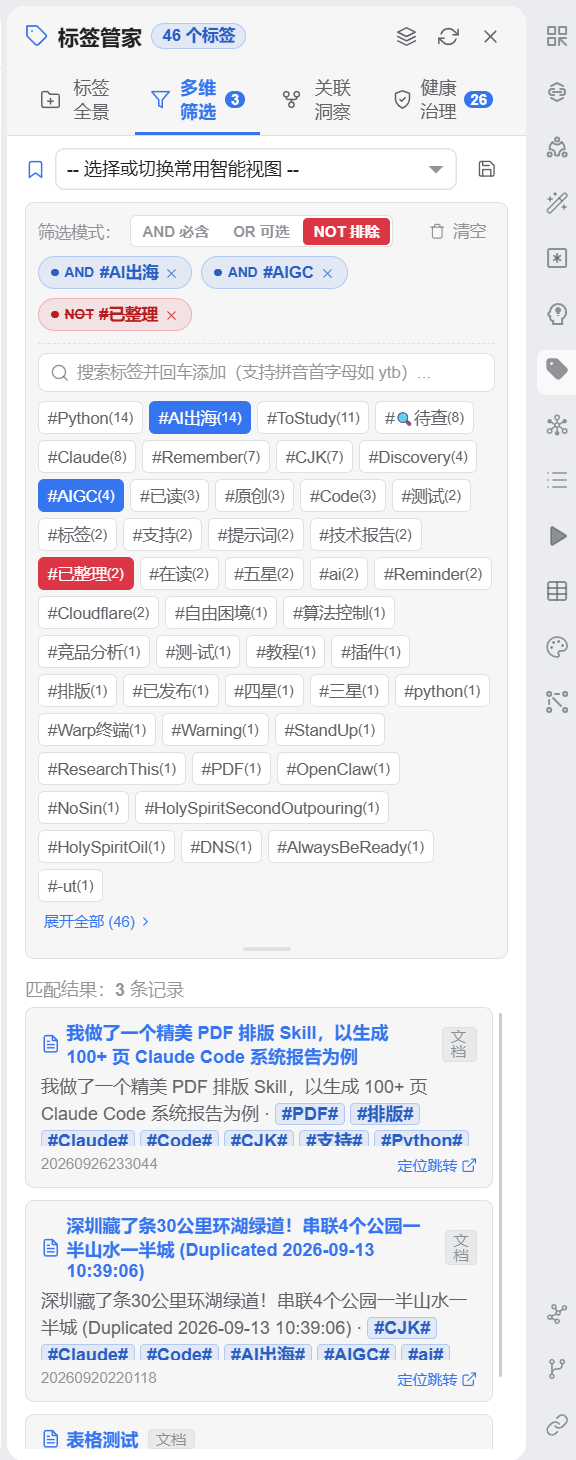 标签管家 46 个标签
标签全景 多维筛选 3 关联洞察 健康治理 26
-- 选择或切换常用智能视图 --
筛选模式： AND 必含 OR 可选 NOT 排除 清空
AND #AI出海 × AND #AIGC ×
NOT #已整理 ×
搜索标签并回车添加（支持拼音首字母如 ytb）...
#Python(14) #AI出海(14) #ToStudy(11) #🔍待查(8)
#Claude(8) #Remember(7) #CJK(7) #Discovery(4)
#AIGC(4) #已读(3) #原创(3) #Code(3) #测试(2)
#标签(2) #支持(2) #提示词(2) #技术报告(2)
#已整理(2) #在读(2) #五星(2) #ai(2) #Reminder(2)
#Cloudflare(2) #自由困境(1) #算法控制(1)
#竞品分析(1) #测-试(1) #教程(1) #插件(1)
#排版(1) #已发布(1) #四星(1) #三星(1) #python(1)
#Warp终端(1) #Warning(1) #StandUp(1)
#ResearchThis(1) #PDF(1) #OpenClaw(1)
#NoSin(1) #HolySpiritSecondOutpouring(1)
#HolySpiritOil(1) #DNS(1) #AlwaysBeReady(1)
#-ut(1)
展开全部 (46)
匹配结果：3 条记录
我做了一个精美 PDF 排版 Skill，以生成
100+ 页 Claude Code 系统报告为例
文档
我做了一个精美 PDF 排版 Skill，以生成 100+ 页
Claude Code 系统报告为例 · #PDF# #排版#
#Claude# #Code# #CJK# #支持# #Python#
20260926233044 定位跳转
深圳藏了条30公里环湖绿道！串联4个公园一
半山水一半城 (Duplicated 2026-09-13
10:39:06)
文档
深圳藏了条30公里环湖绿道！串联4个公园一半山水一
半城 (Duplicated 2026-09-13 10:39:06) · #CJK#
#Claude# #Code# #AI出海# #AIGC# #ai#
20260920220118 定位跳转
表格测试 文档